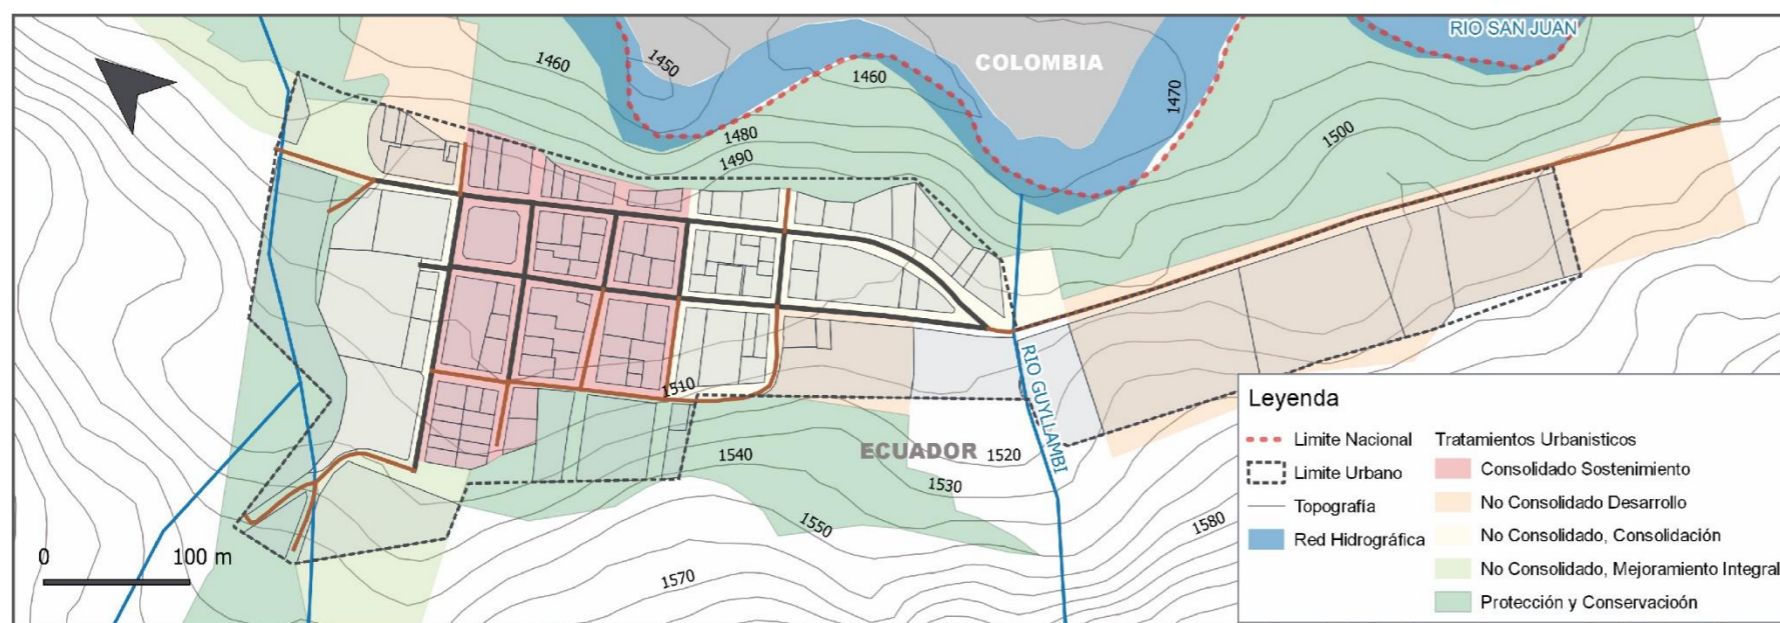 RIO SAN JUAN
COLOMBIA
1450
1460
1460
1470
1480
1490
1500
1510
RIO GUYLLAMBI
ECUADOR
1520
1540
1530
1550
1570
1580
0 100 m
Leyenda
Limite Nacional
Limite Urbano
Topografía
Red Hidrográfica
Tratamientos Urbanisticos
Consolidado Sostenimiento
No Consolidado Desarrollo
No Consolidado, Consolidación
No Consolidado, Mejoramiento Integral
Protección y Conservacioón